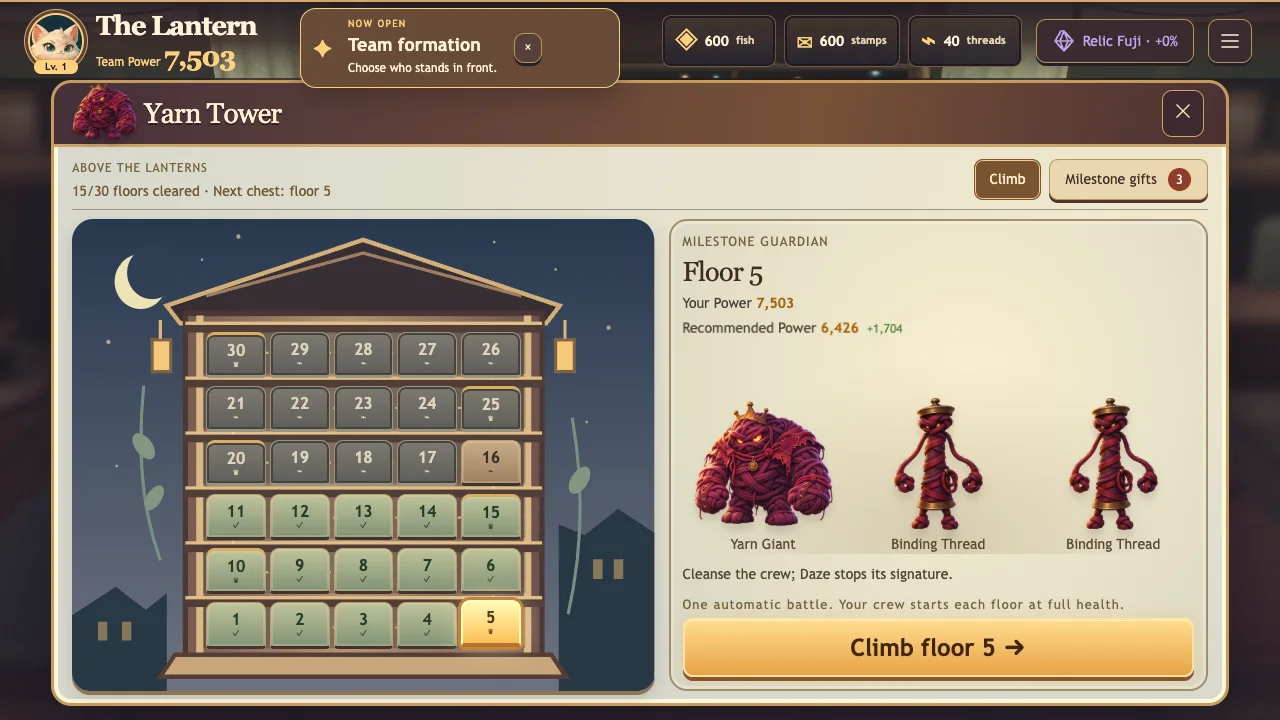 The Lantern
Team Power 7,503
Lv. 1
NOW OPEN
Team formation
Choose who stands in front.
×
600 fish
600 stamps
40 threads
Relic Fuji · +0%
Yarn Tower
ABOVE THE LANTERNS
15/30 floors cleared · Next chest: floor 5
Climb
Milestone gifts 3
30 29 28 27 26
21 22 23 24 25
20 19 18 17 16
11 12 13 14 15
10 9 8 7 6
1 2 3 4 5
MILESTONE GUARDIAN
Floor 5
Your Power 7,503
Recommended Power 6,426 +1,704
Yarn Giant
Binding Thread
Binding Thread
Cleanse the crew; Daze stops its signature.
One automatic battle. Your crew starts each floor at full health.
Climb floor 5 →